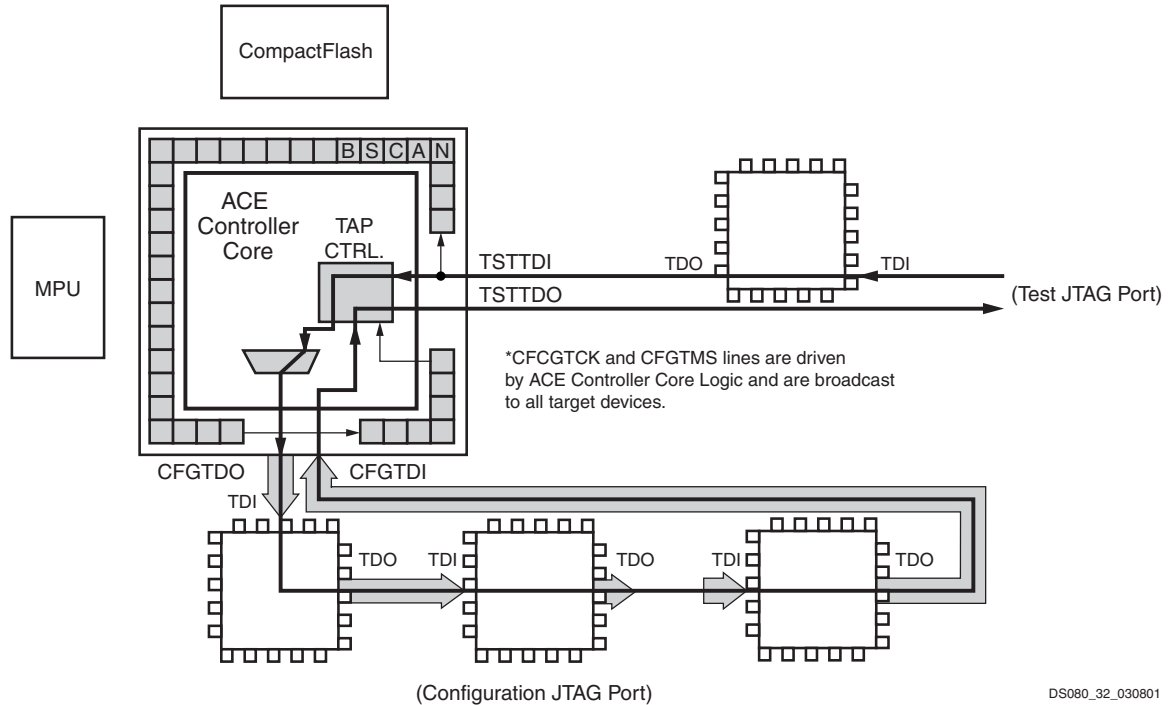 CompactFlash
B S C A N
ACE
Controller
Core
TAP
CTRL.
MPU
TSTTDI
TDO
TDI
TSTTDO
(Test JTAG Port)
*CFCGTCK and CFGTMS lines are driven
by ACE Controller Core Logic and are broadcast
to all target devices.
CFGTDO
CFGTDI
TDI
TDO
TDI
TDO
TDI
TDO
(Configuration JTAG Port)
DS080_32_030801